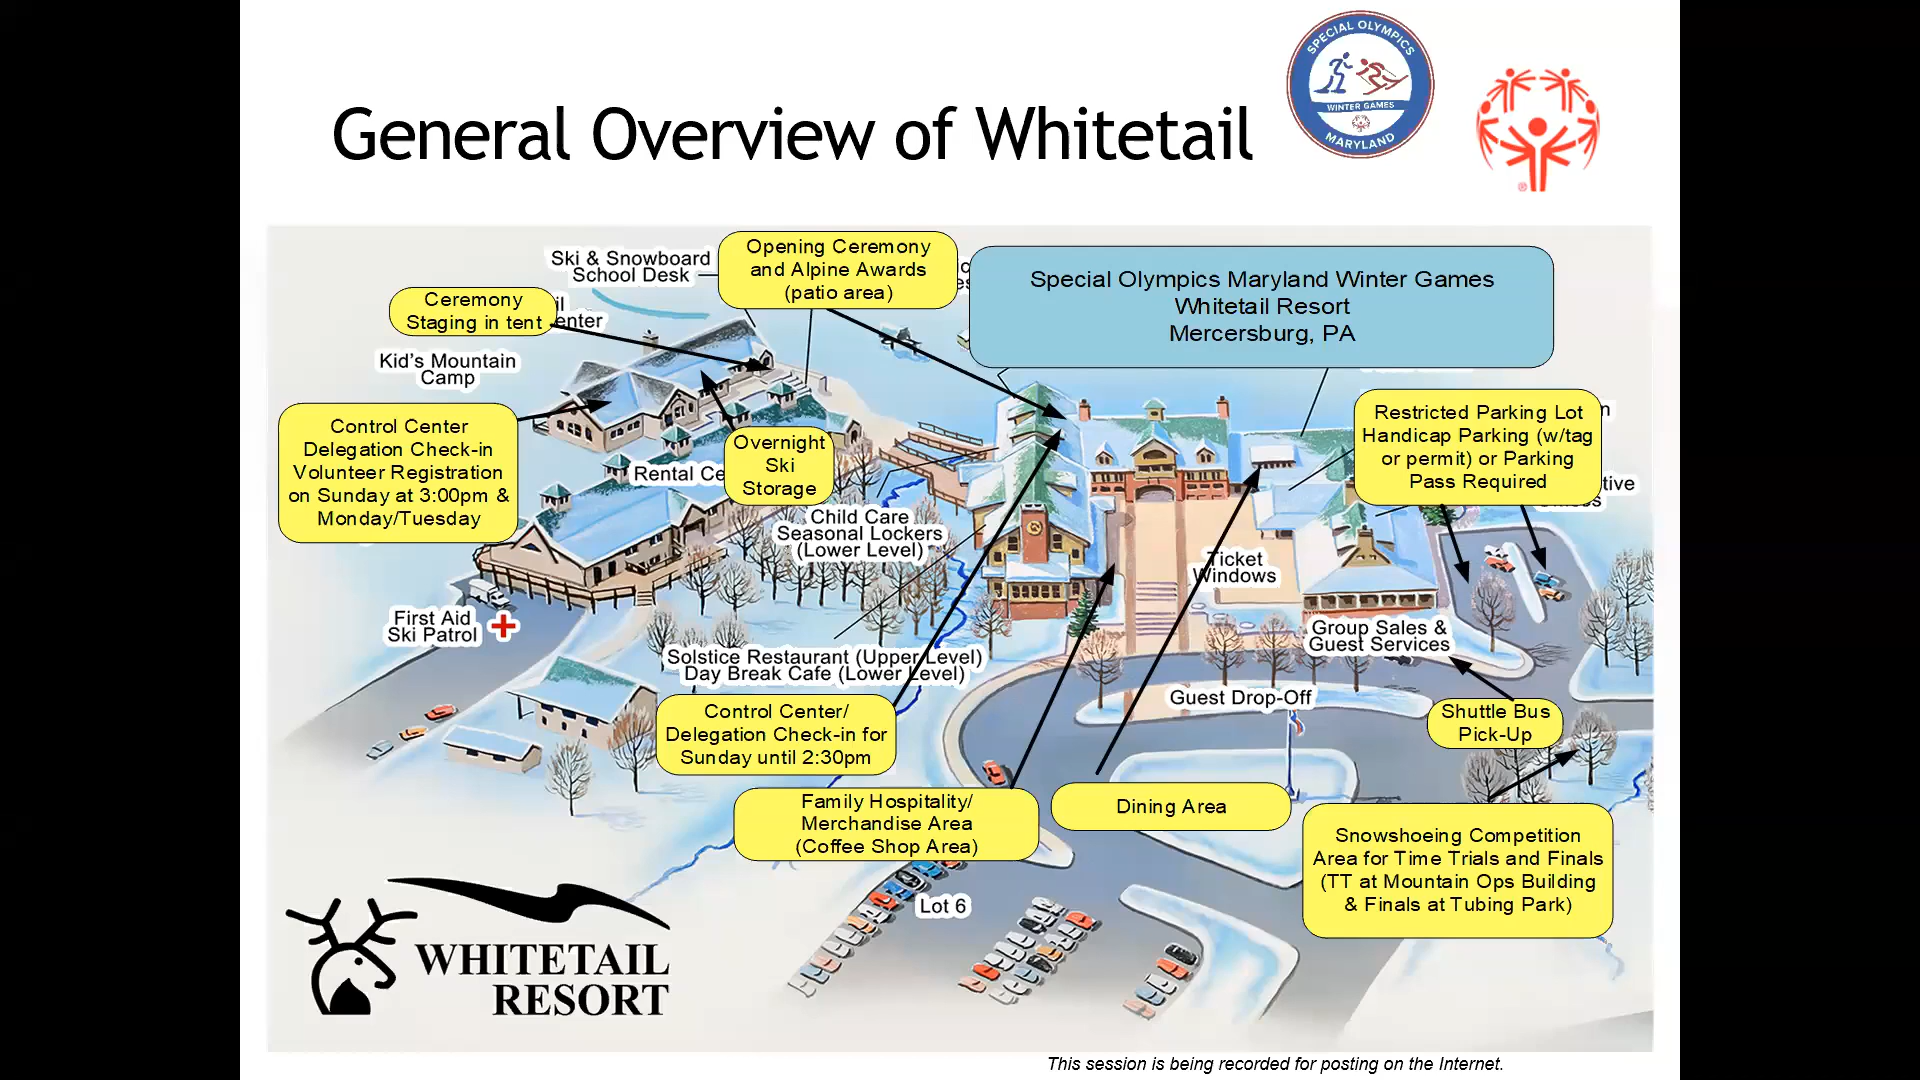 General Overview of Whitetail
SPECIAL OLYMPICS
WINTER GAMES
MARYLAND
Ski & Snowboard
School Desk
Opening Ceremony
and Alpine Awards
(patio area)
Special Olympics Maryland Winter Games
Whitetail Resort
Mercersburg, PA
Ceremony
Staging in tent
Kid's Mountain
Camp
Control Center
Delegation Check-in
Volunteer Registration
on Sunday at 3:00pm &
Monday/Tuesday
Overnight
Ski
Storage
Rental Ce
Restricted Parking Lot
Handicap Parking (w/tag
or permit) or Parking
Pass Required
Child Care
Seasonal Lockers
(Lower Level)
Ticket
Windows
First Aid
Ski Patrol
Group Sales &
Guest Services
Solstice Restaurant (Upper Level)
Day Break Cafe (Lower Level)
Guest Drop-Off
Control Center/
Delegation Check-in for
Sunday until 2:30pm
Shuttle Bus
Pick-Up
Family Hospitality/
Merchandise Area
(Coffee Shop Area)
Dining Area
Snowshoeing Competition
Area for Time Trials and Finals
(TT at Mountain Ops Building
& Finals at Tubing Park)
Lot 6
WHITETAIL
RESORT
This session is being recorded for posting on the Internet.